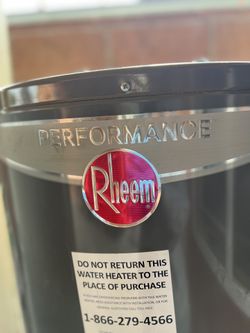 PERFORMANCE
Rheem
DO NOT RETURN THIS
WATER HEATER TO THE
PLACE OF PURCHASE
1-866-279-4566